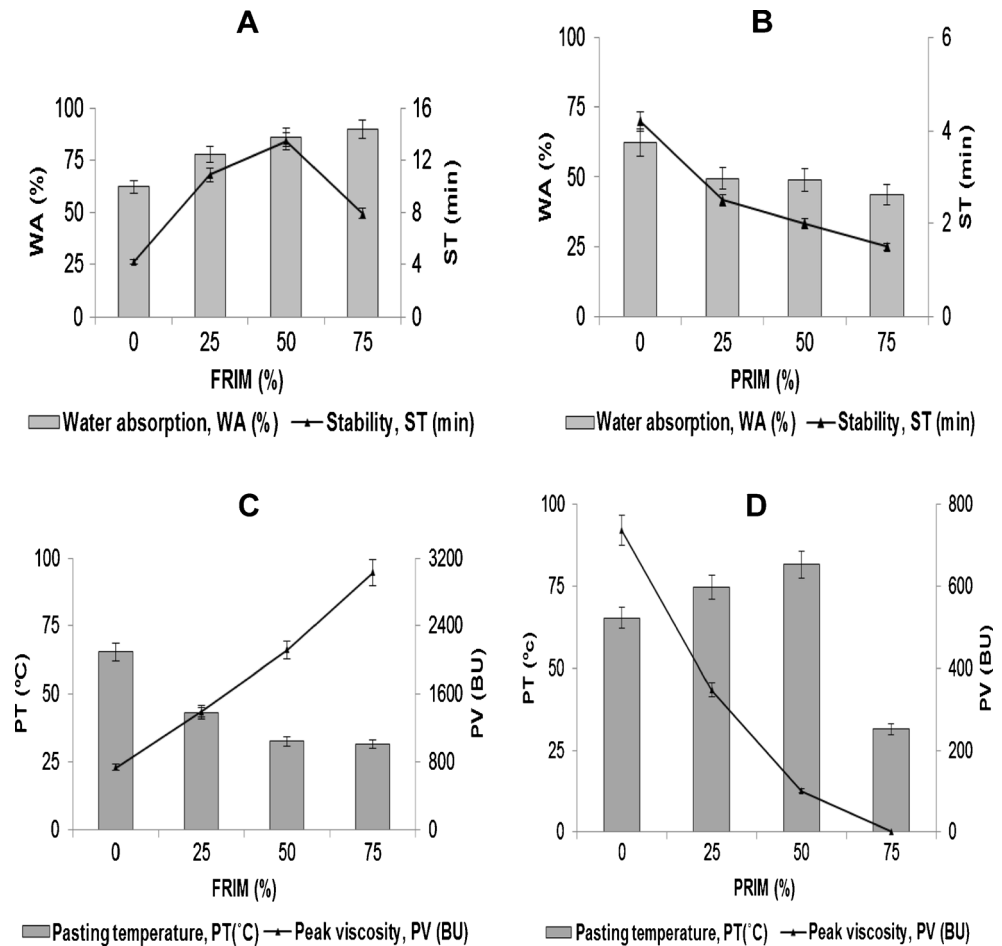 A
WA (%)
100
75
50
25
0
16
12
8
4
0
ST (min)
0 25 50 75
FRIM (%)
Water absorption, WA (%) Stability, ST (min)
B
WA (%)
100
75
50
25
0
6
4
2
0
ST (min)
0 25 50 75
PRIM (%)
Water absorption, WA (%) Stability, ST (min)
C
PT (°C)
100
75
50
25
0
3200
2400
1600
800
0
PV (BU)
0 25 50 75
FRIM (%)
Pasting temperature, PT(°C) Peak viscosity, PV (BU)
D
PT (°c)
100
75
50
25
0
800
600
400
200
0
PV (BU)
0 25 50 75
PRIM (%)
Pasting temperature, PT(°C) Peak viscosity, PV (BU)